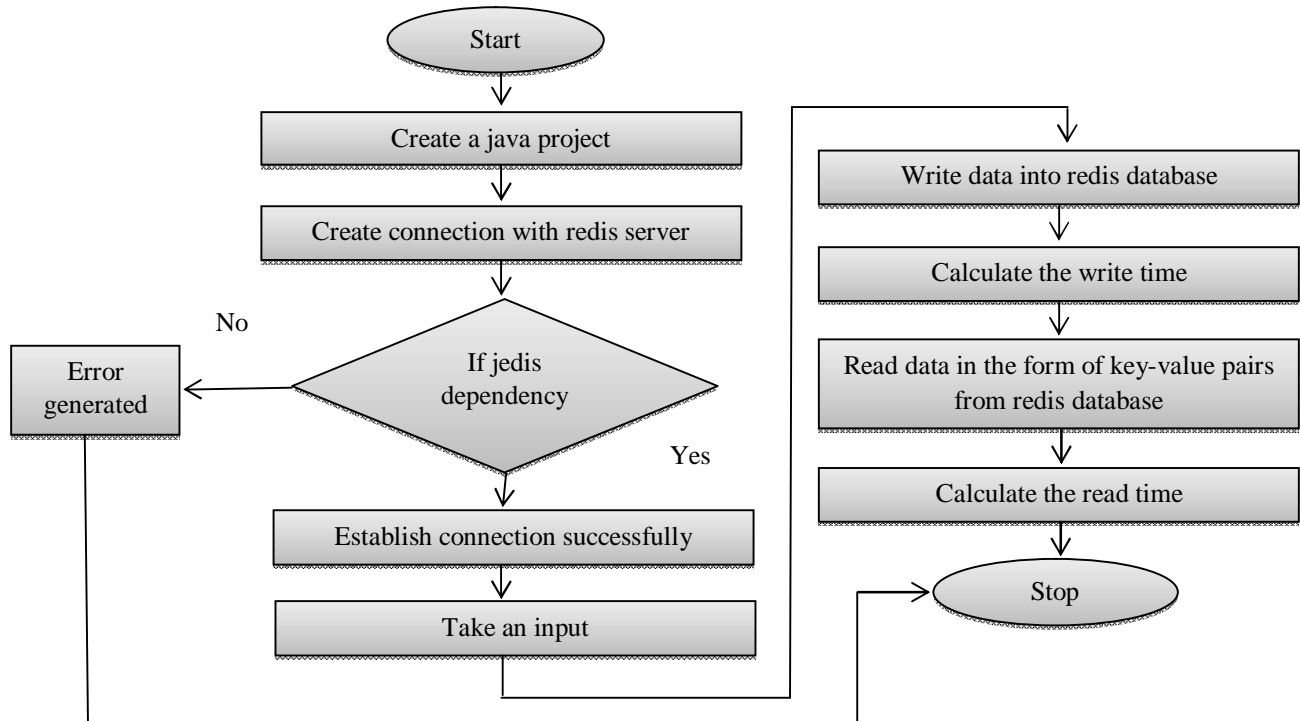 Start
Create a java project
Create connection with redis server
No
If jedis
dependency
Error
generated
Yes
Establish connection successfully
Take an input
Write data into redis database
Calculate the write time
Read data in the form of key-value pairs
from redis database
Calculate the read time
Stop